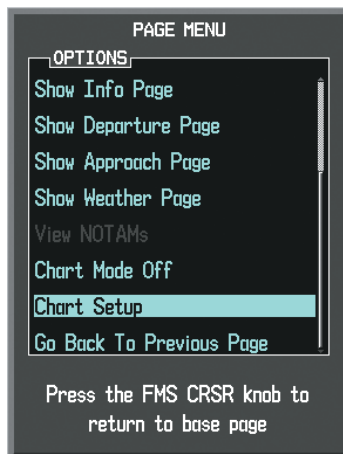 PAGE MENU
OPTIONS
Show Info Page
Show Departure Page
Show Approach Page
Show Weather Page
View NOTAMs
Chart Mode Off
Chart Setup
Go Back To Previous Page
Press the FMS CRSR knob to
return to base page